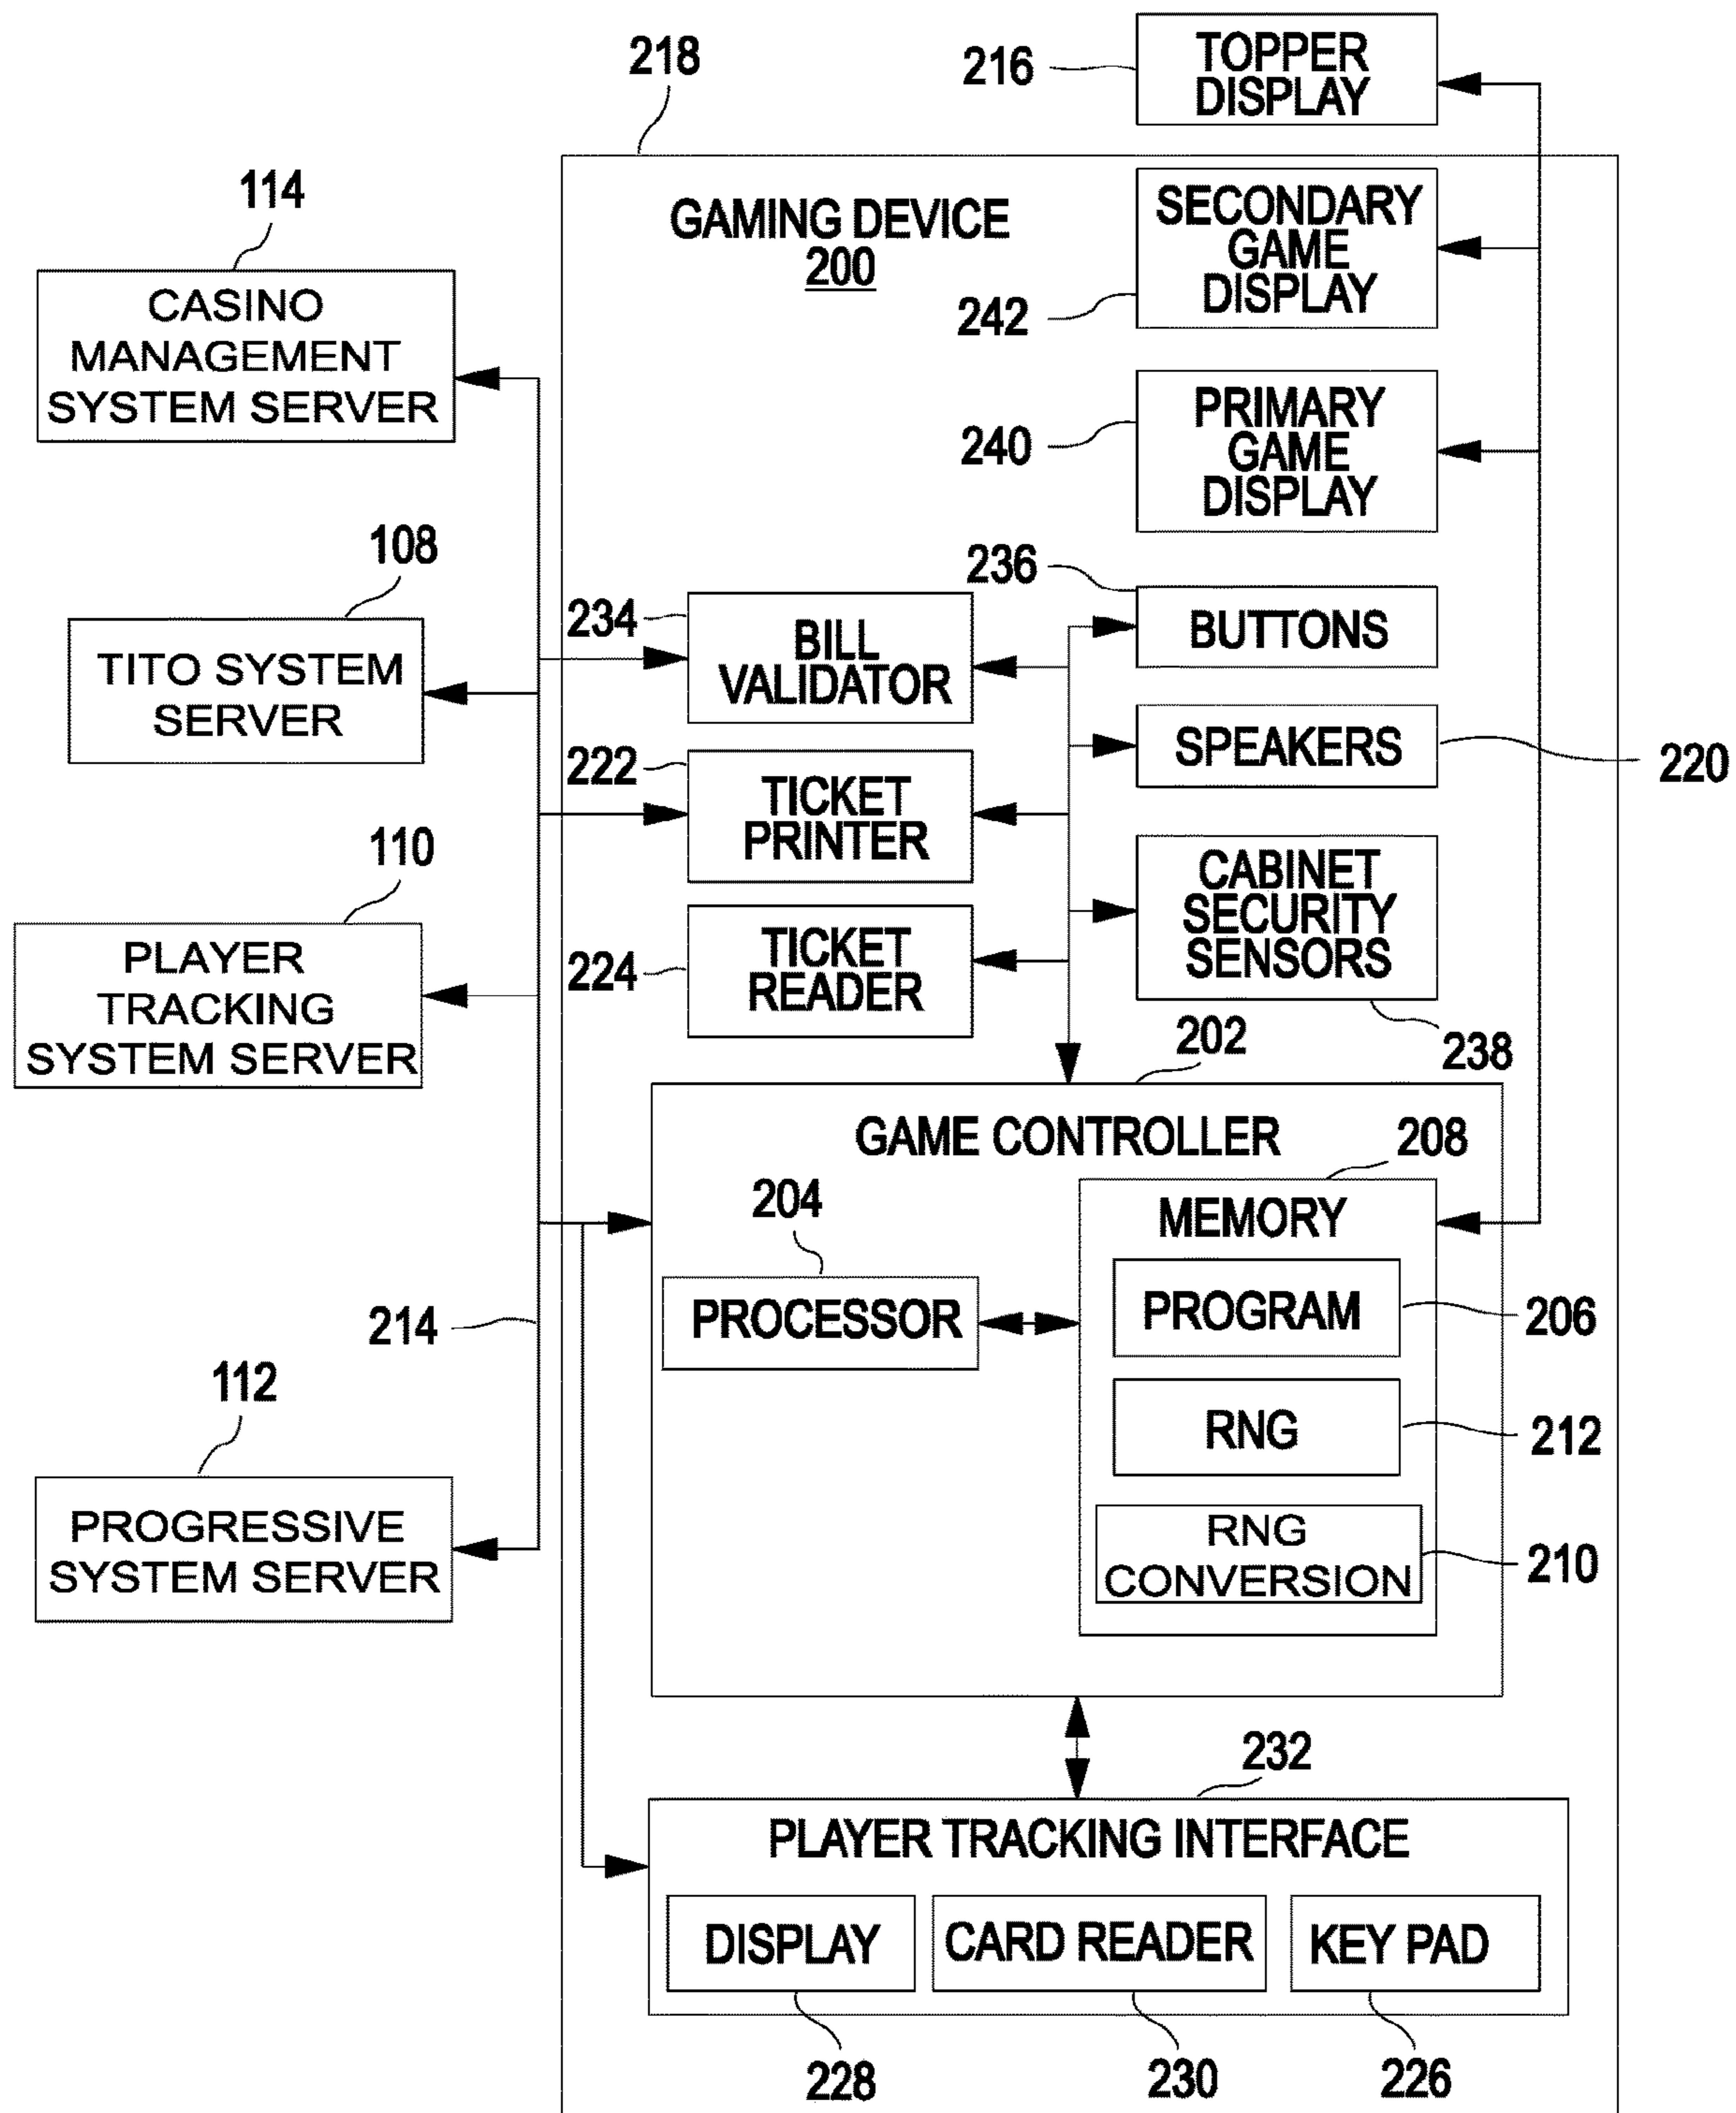 216
TOPPER
DISPLAY
218
GAMING DEVICE
200
SECONDARY
GAME
DISPLAY
242
114
CASINO
MANAGEMENT
SYSTEM SERVER
PRIMARY
GAME
DISPLAY
240
108
TITO SYSTEM
SERVER
234
BILL
VALIDATOR
236
BUTTONS
SPEAKERS
220
222
TICKET
PRINTER
110
PLAYER
TRACKING
SYSTEM SERVER
224
TICKET
READER
CABINET
SECURITY
SENSORS
238
202
GAME CONTROLLER
208
204
PROCESSOR
MEMORY
PROGRAM
206
RNG
212
RNG
CONVERSION
210
214
112
PROGRESSIVE
SYSTEM SERVER
232
PLAYER TRACKING INTERFACE
DISPLAY
CARD READER
KEY PAD
228
230
226